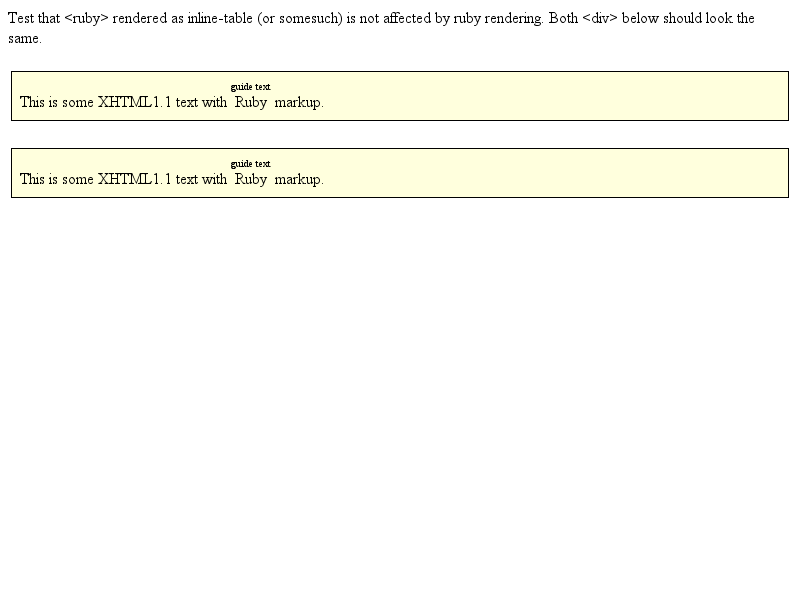 Test that <ruby> rendered as inline-table (or somesuch) is not affected by ruby rendering. Both <div> below should look the
same.
guide text
This is some XHTML1.1 text with Ruby markup.
guide text
This is some XHTML1.1 text with Ruby markup.